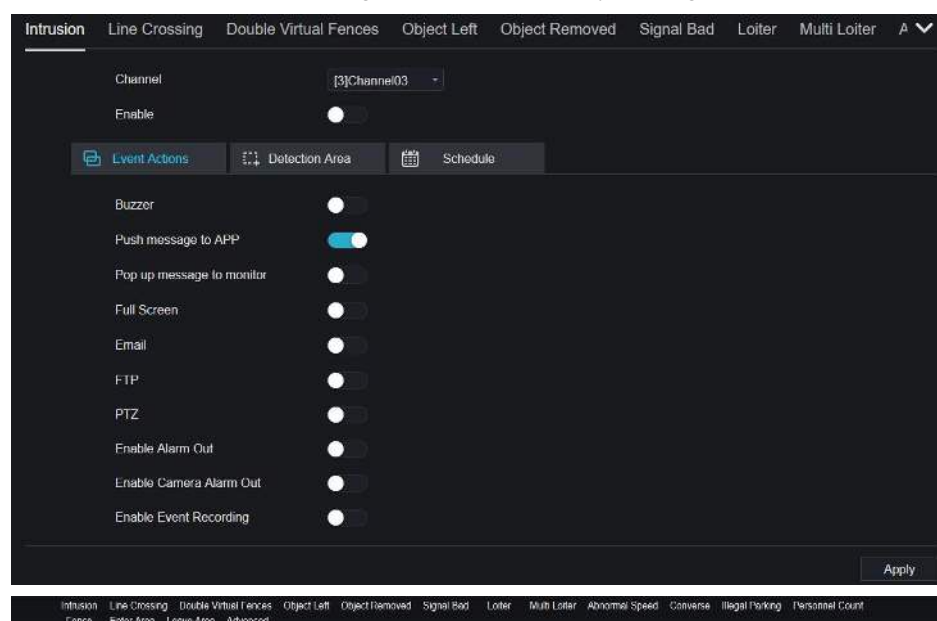 Intrusion Line Crossing Double Virtual Fences Object Left Object Removed Signal Bad Loiter Multi Loiter A
Channel [3]Channel03
Enable
Event Actions Detection Area Schedule
Buzzer
Push message to APP
Pop up message to monitor
Full Screen
Email
FTP
PTZ
Enable Alarm Out
Enable Camera Alarm Out
Enable Event Recording
Apply
Intrusion Line Crossing Double Virtual Fences Object Left Object Removed Signal Bad Loiter Multi Loiter Abnormal Speed Converse Illegal Parking Personnel Count
Fence Enter Area Leave Area Advanced